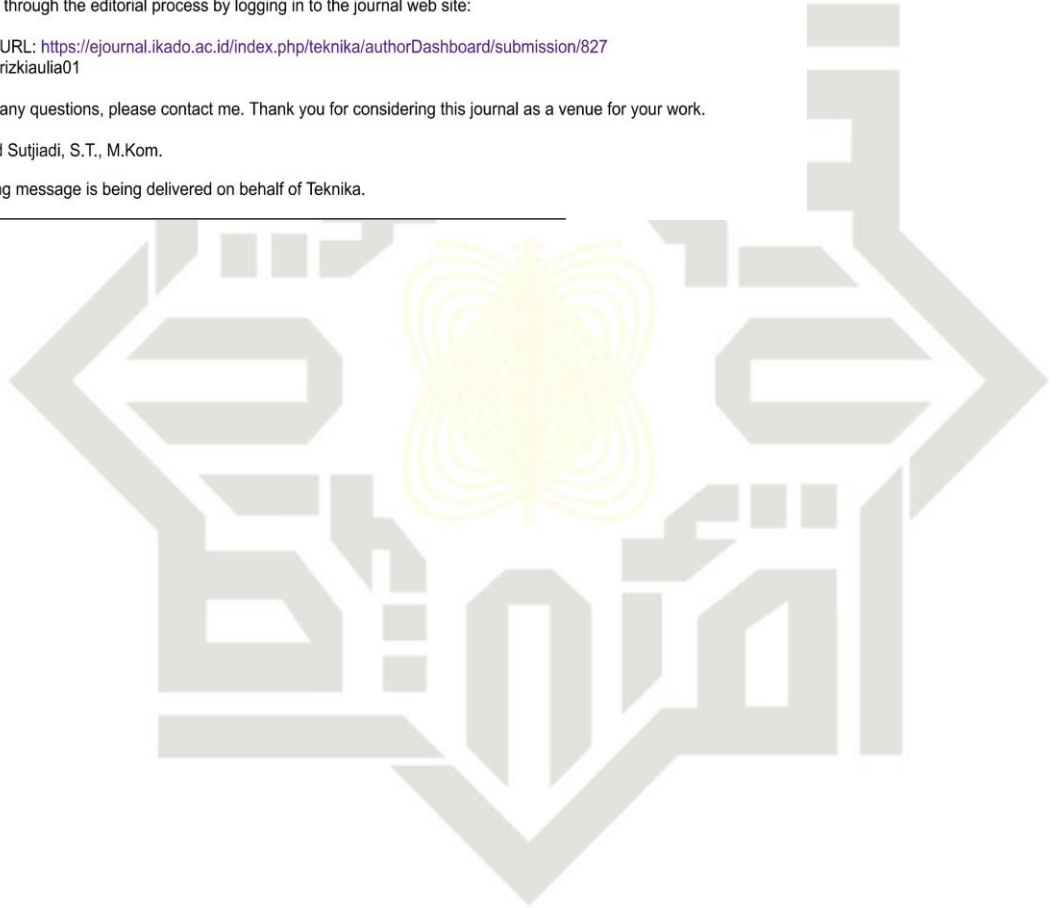 through the editorial process by logging in to the journal web site:
URL: https://ejournal.ikado.ac.id/index.php/teknika/authorDashboard/submission/827
rizkiaulia01
any questions, please contact me. Thank you for considering this journal as a venue for your work.
Sutjiadi, S.T., M.Kom.
g message is being delivered on behalf of Teknika.